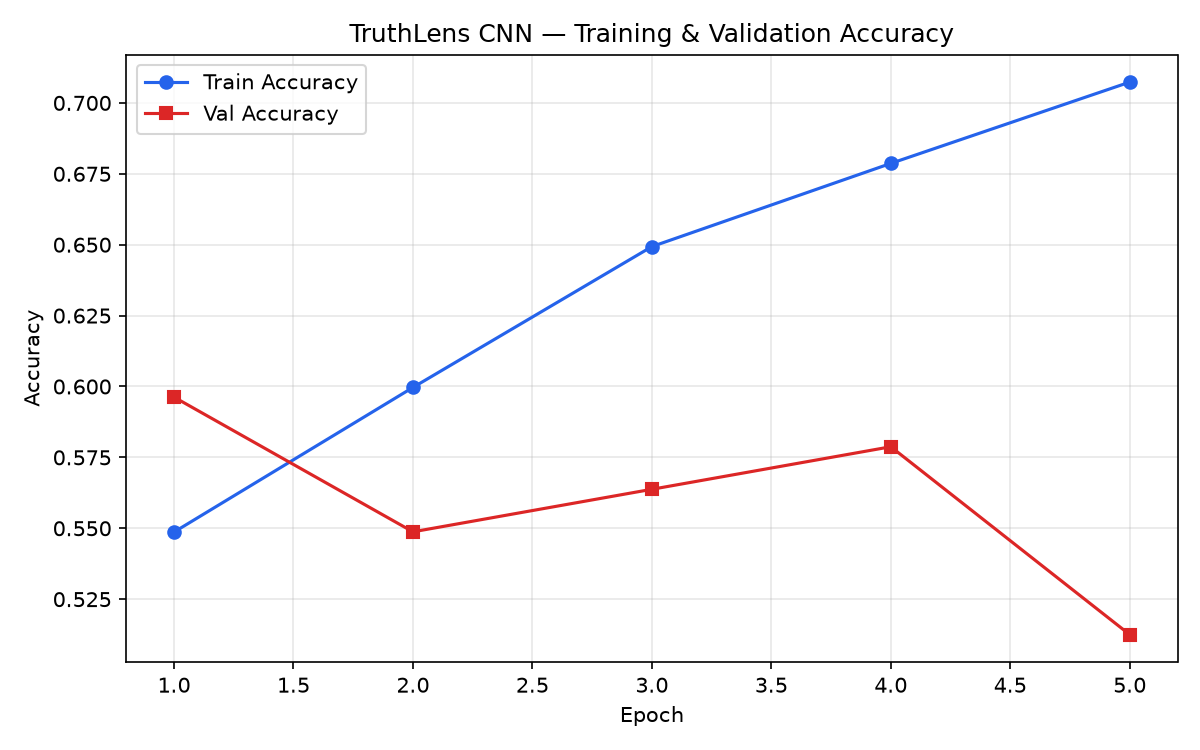 TruthLens CNN — Training & Validation Accuracy
Train Accuracy
Val Accuracy
0.700
0.675
0.650
0.625
0.600
0.575
0.550
0.525
Accuracy
1.0 1.5 2.0 2.5 3.0 3.5 4.0 4.5 5.0
Epoch